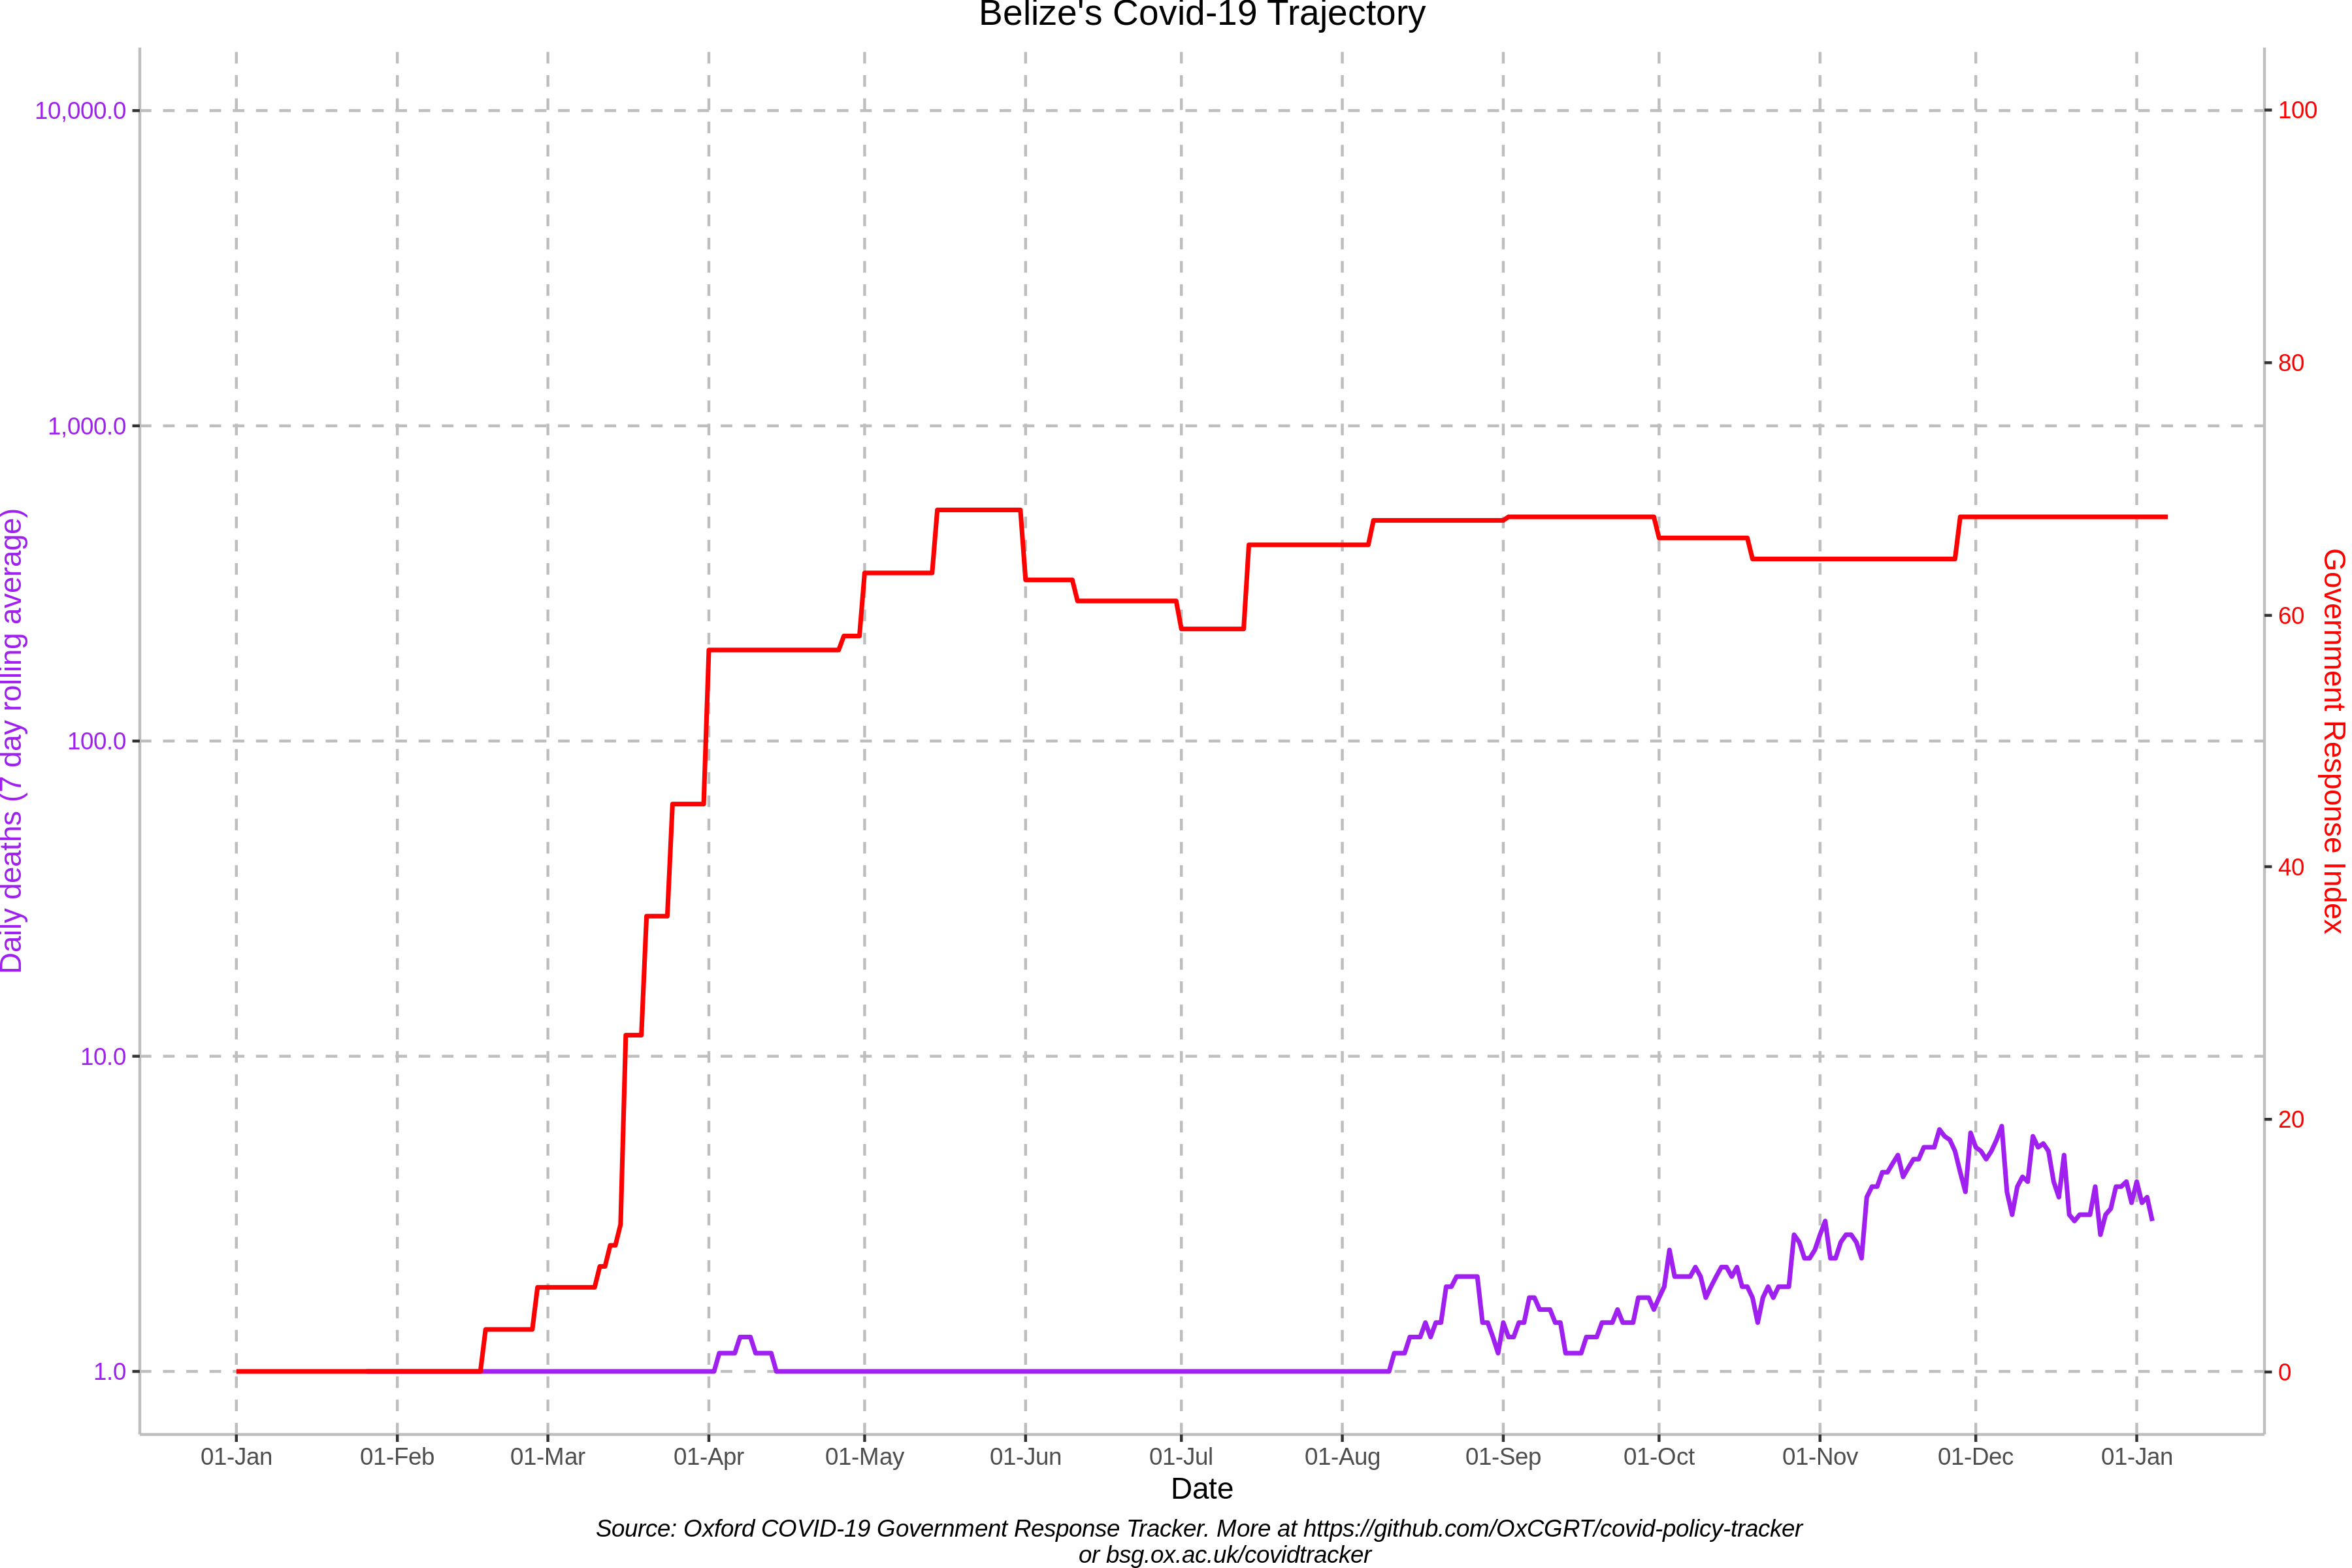 Belize's Covid-19 Trajectory
10,000.0
1,000.0
100.0
10.0
1.0
Daily deaths (7 day rolling average)
100
80
60
40
20
0
Government Response Index
01-Jan 01-Feb 01-Mar 01-Apr 01-May 01-Jun 01-Jul 01-Aug 01-Sep 01-Oct 01-Nov 01-Dec 01-Jan
Date
Source: Oxford COVID-19 Government Response Tracker. More at https://github.com/OxCGRT/covid-policy-tracker
or bsg.ox.ac.uk/covidtracker